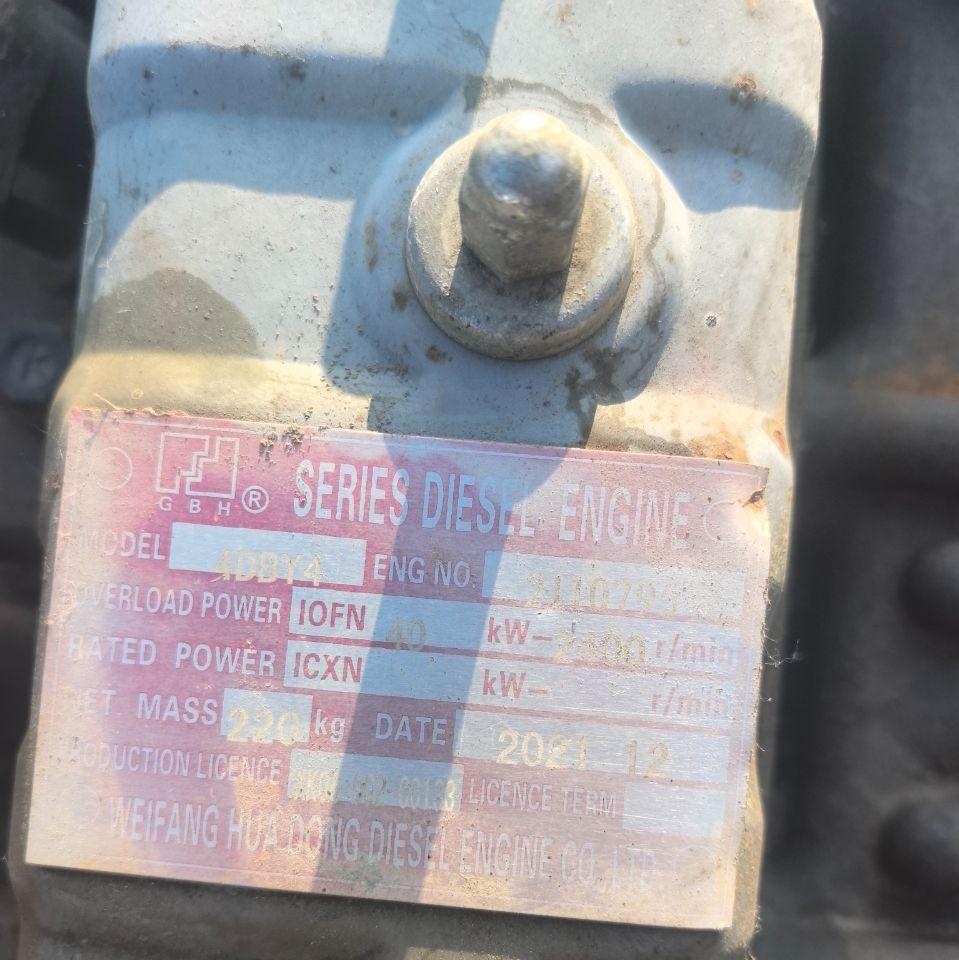 GBH® SERIES DIESEL ENGINE
MODEL 4DBY4 ENG NO.
OVERLOAD POWER IOFN 40 kW- 2400 r/min
RATED POWER ICXN kW- r/min
NET MASS 220 kg DATE 2021 12
PRODUCTION LICENCE LICENCE TERM
WEIFANG HUA DONG DIESEL ENGINE CO.,LTD